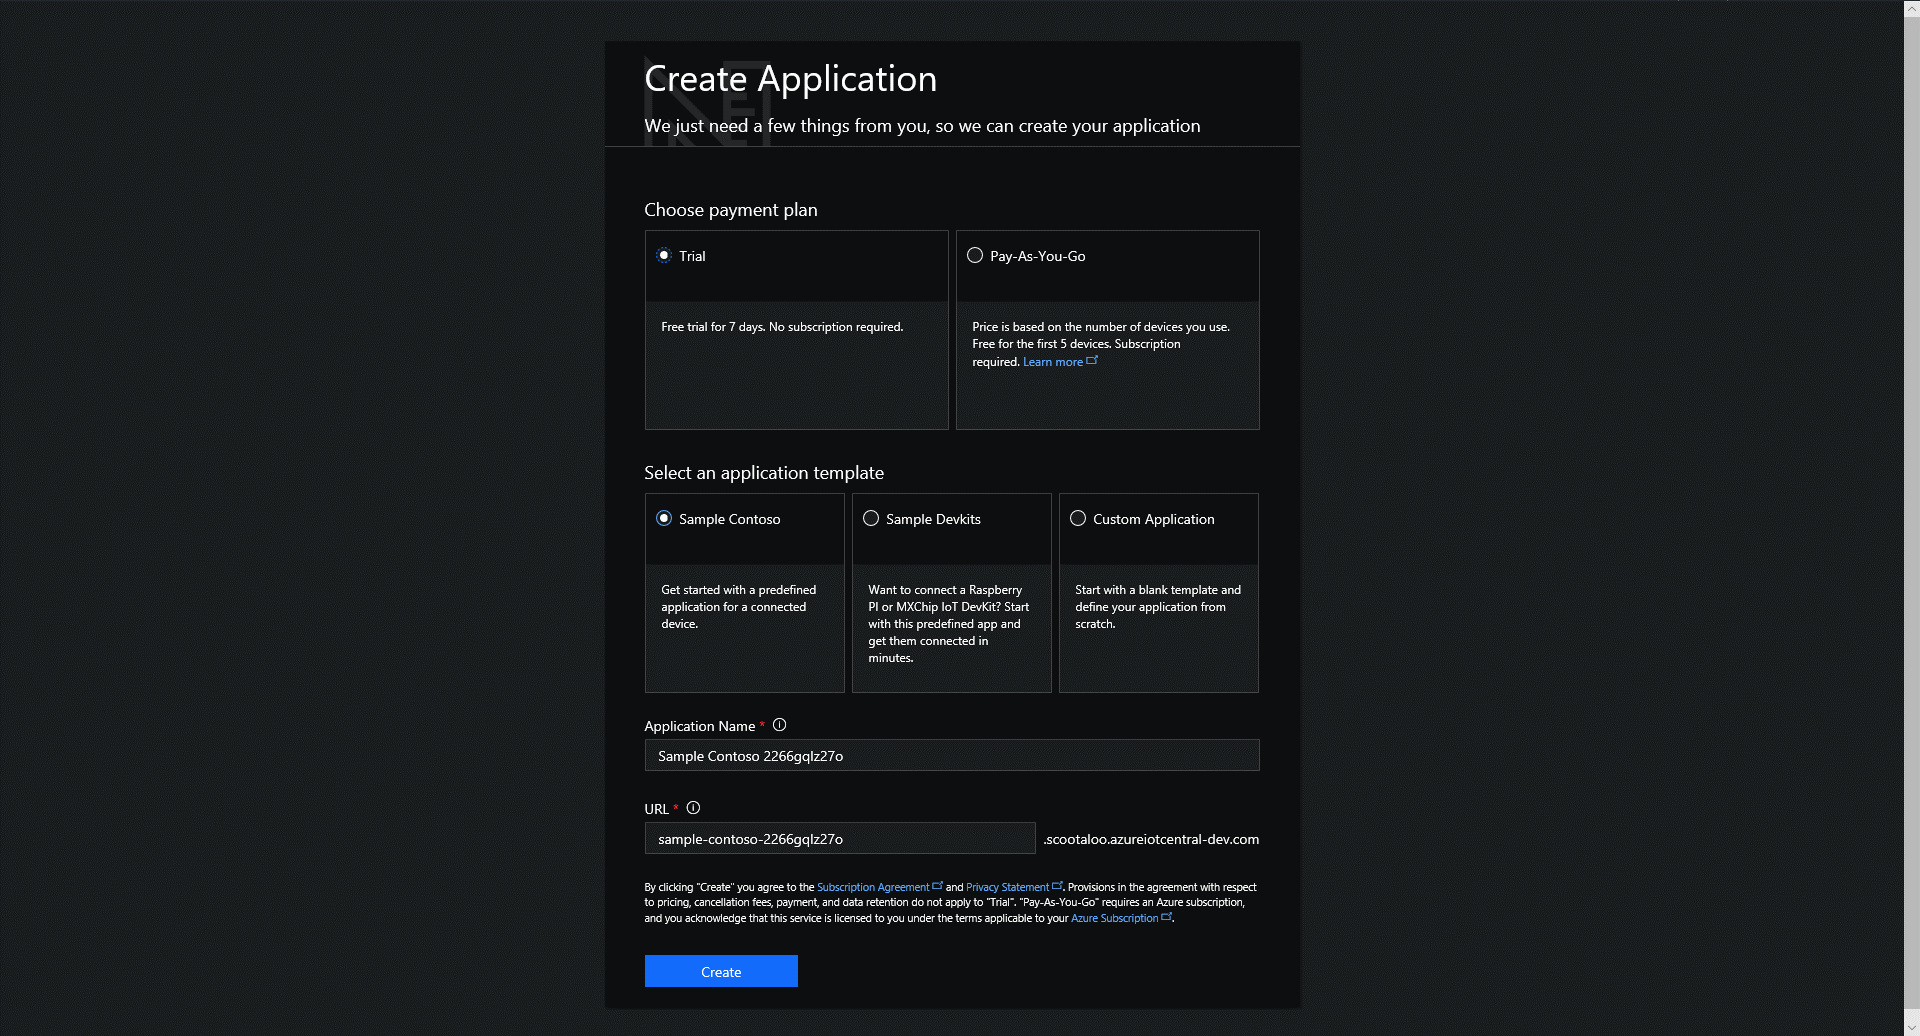 Create Application
We just need a few things from you, so we can create your application
Choose payment plan
Trial
Free trial for 7 days. No subscription required.
Pay-As-You-Go
Price is based on the number of devices you use.
Free for the first 5 devices. Subscription
required. Learn more
Select an application template
Sample Contoso
Get started with a predefined
application for a connected
device.
Sample Devkits
Want to connect a Raspberry
PI or MXChip IoT DevKit? Start
with this predefined app and
get them connected in
minutes.
Custom Application
Start with a blank template and
define your application from
scratch.
Application Name *
Sample Contoso 2266gqlz27o
URL *
sample-contoso-2266gqlz27o .scootaloo.azureiotcentral-dev.com
By clicking "Create" you agree to the Subscription Agreement and Privacy Statement. Provisions in the agreement with respect
to pricing, cancellation fees, payment, and data retention do not apply to "Trial". "Pay-As-You-Go" requires an Azure subscription,
and you acknowledge that this service is licensed to you under the terms applicable to your Azure Subscription.
Create